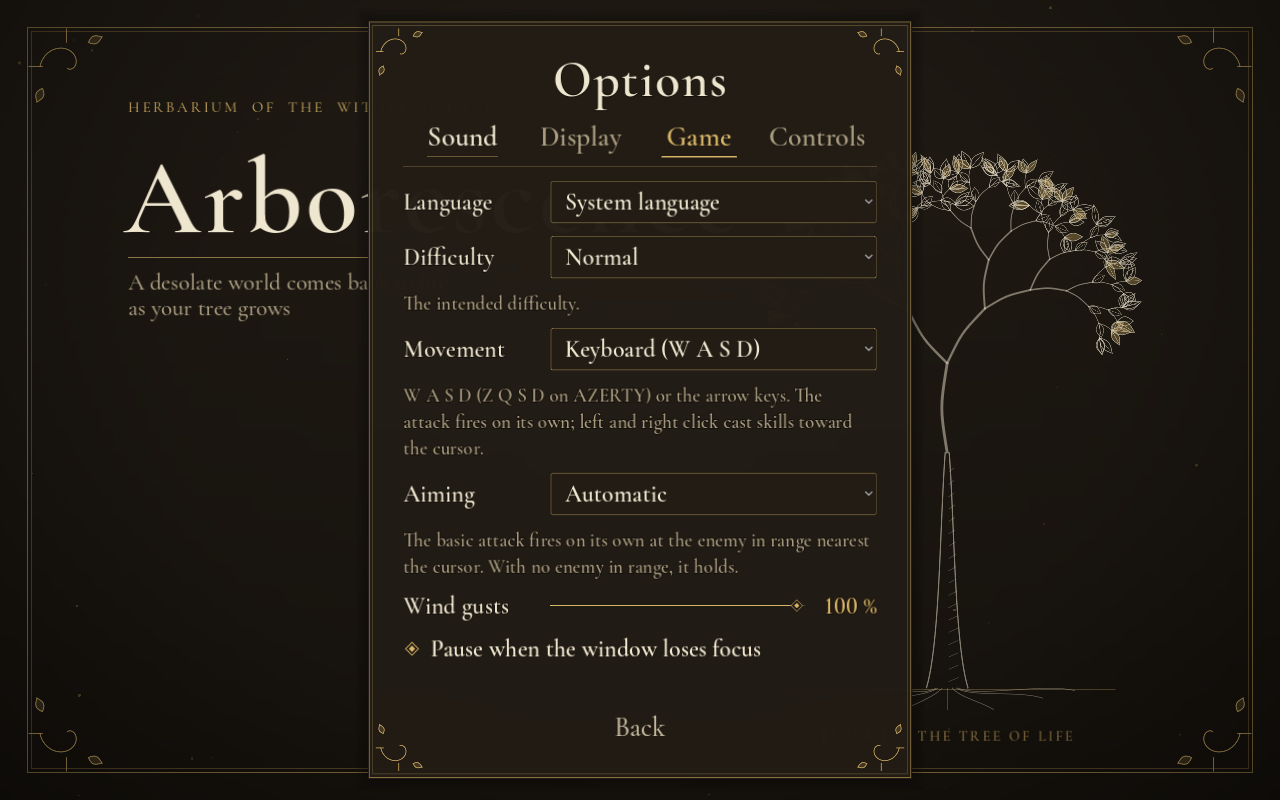 Options
Sound Display Game Controls
HERBARIUM OF THE WIT
Arborescence
A desolate world comes ba
as your tree grows
Language System language
Difficulty Normal
The intended difficulty.
Movement Keyboard (W A S D)
W A S D (Z Q S D on AZERTY) or the arrow keys. The
attack fires on its own; left and right click cast skills toward
the cursor.
Aiming Automatic
The basic attack fires on its own at the enemy in range nearest
the cursor. With no enemy in range, it holds.
Wind gusts 100 %
Pause when the window loses focus
Back
THE TREE OF LIFE